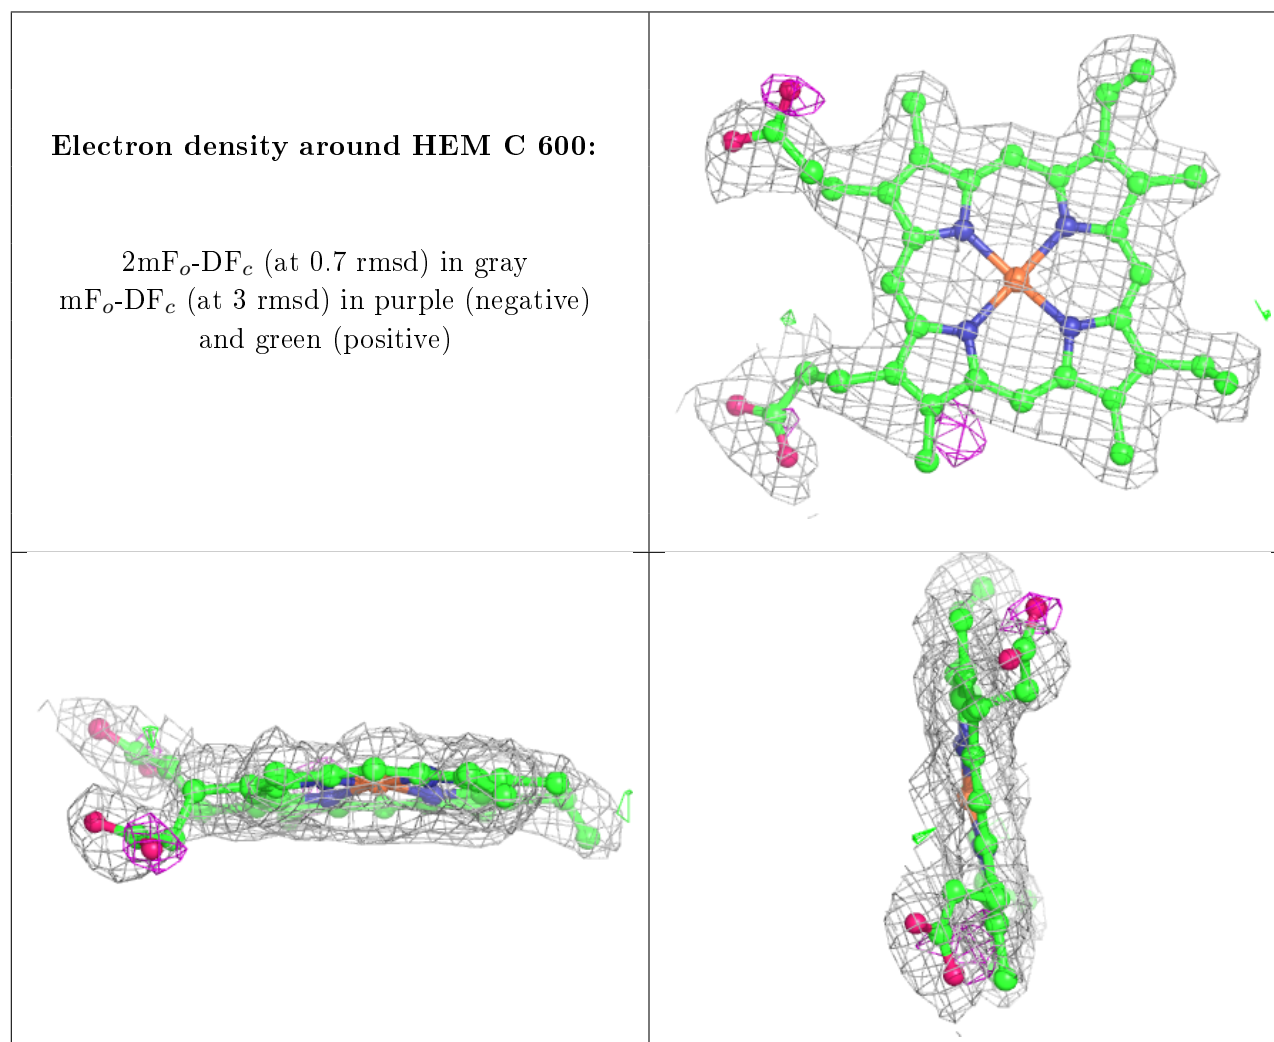 Electron density around HEM C 600:
2mFₒ-DF𝒸 (at 0.7 rmsd) in gray
mFₒ-DF𝒸 (at 3 rmsd) in purple (negative)
and green (positive)